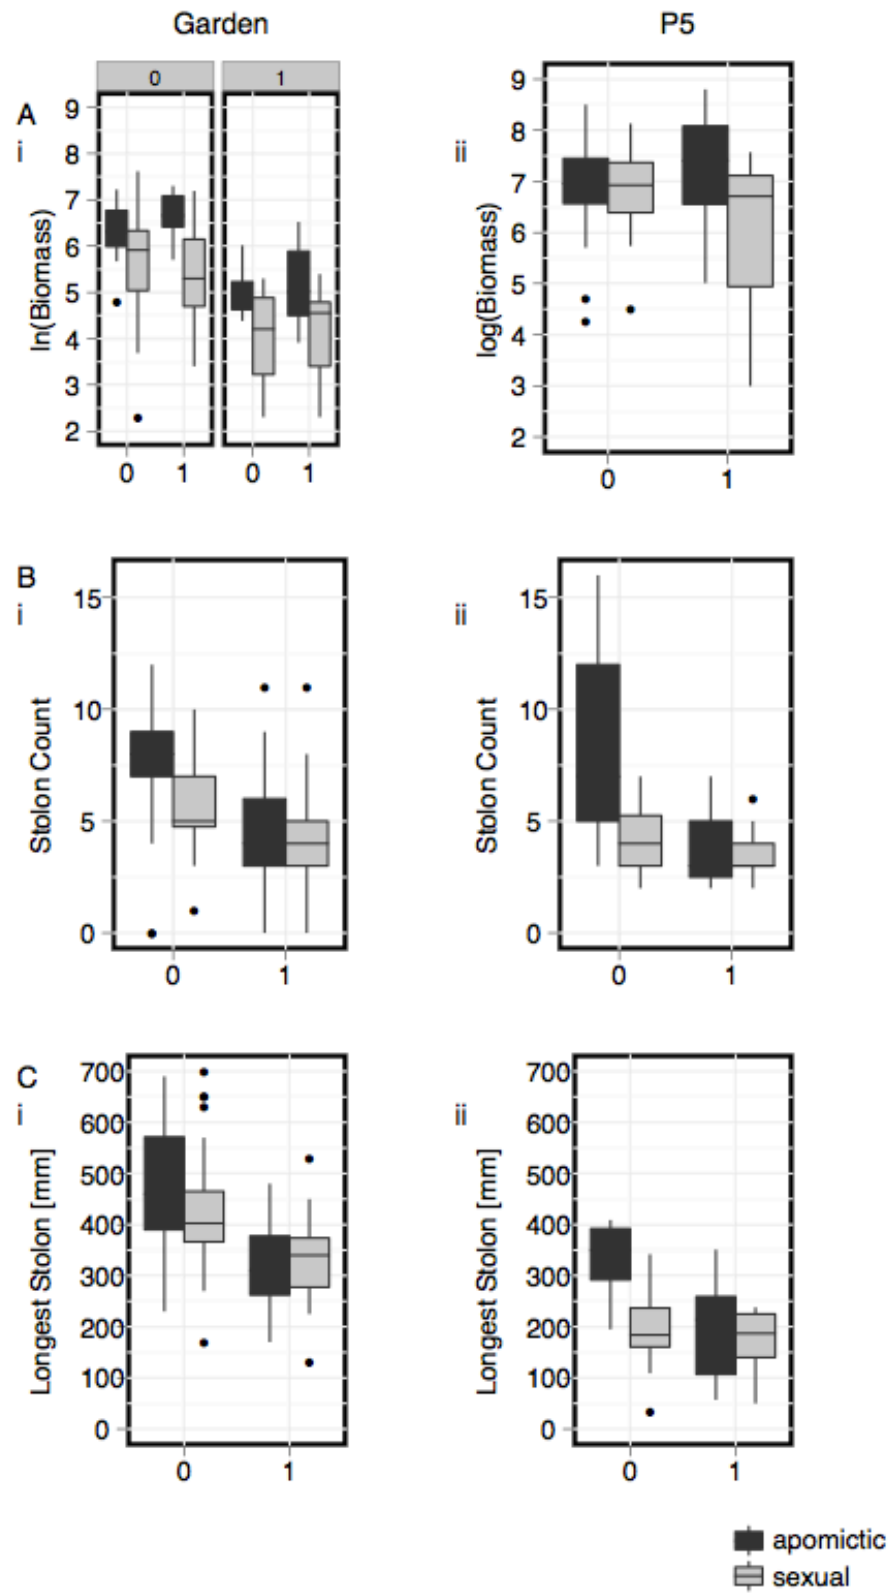 Garden
P5
A
i
ln(Biomass)
0
1
9
8
7
6
5
4
3
2
0
1
0
1
ii
log(Biomass)
9
8
7
6
5
4
3
2
0
1
B
i
Stolon Count
15
10
5
0
0
1
ii
Stolon Count
15
10
5
0
0
1
C
i
Longest Stolon [mm]
700
600
500
400
300
200
100
0
0
1
ii
Longest Stolon [mm]
700
600
500
400
300
200
100
0
0
1
apomictic
sexual